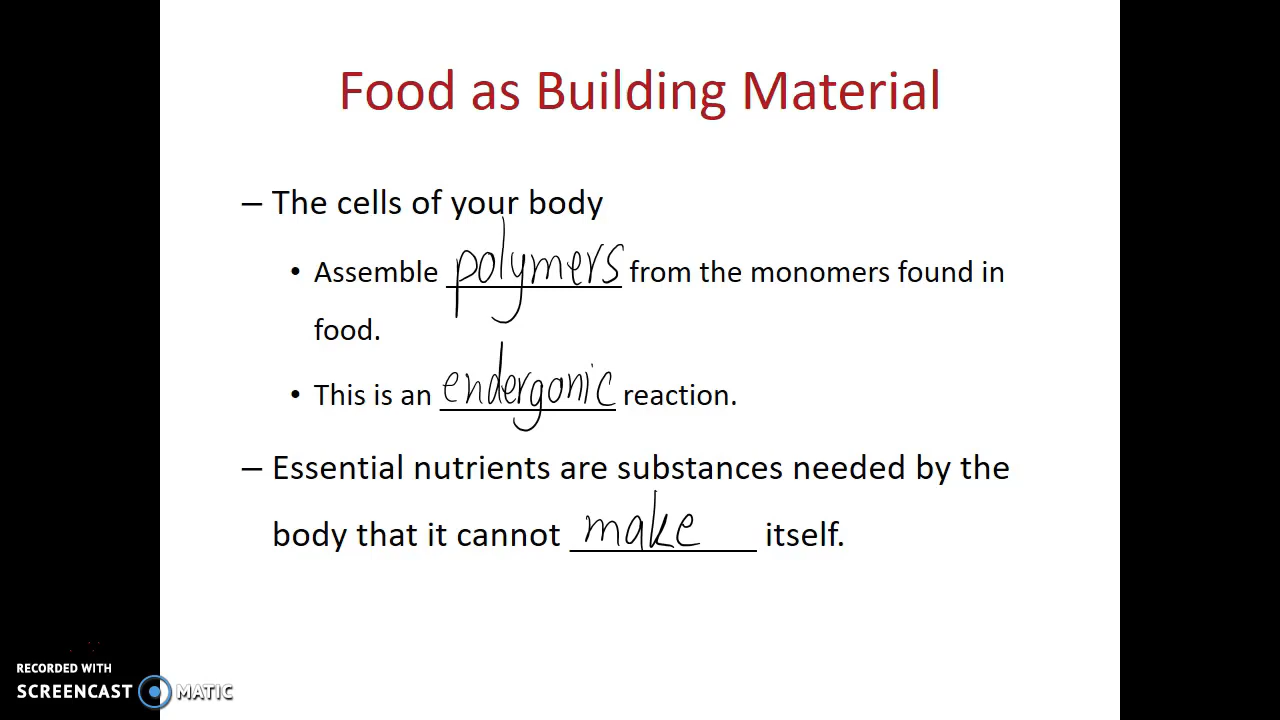 Food as Building Material
– The cells of your body
• Assemble polymers from the monomers found in
food.
• This is an endergonic reaction.
– Essential nutrients are substances needed by the
body that it cannot make itself.
RECORDED WITH
SCREENCAST MATIC